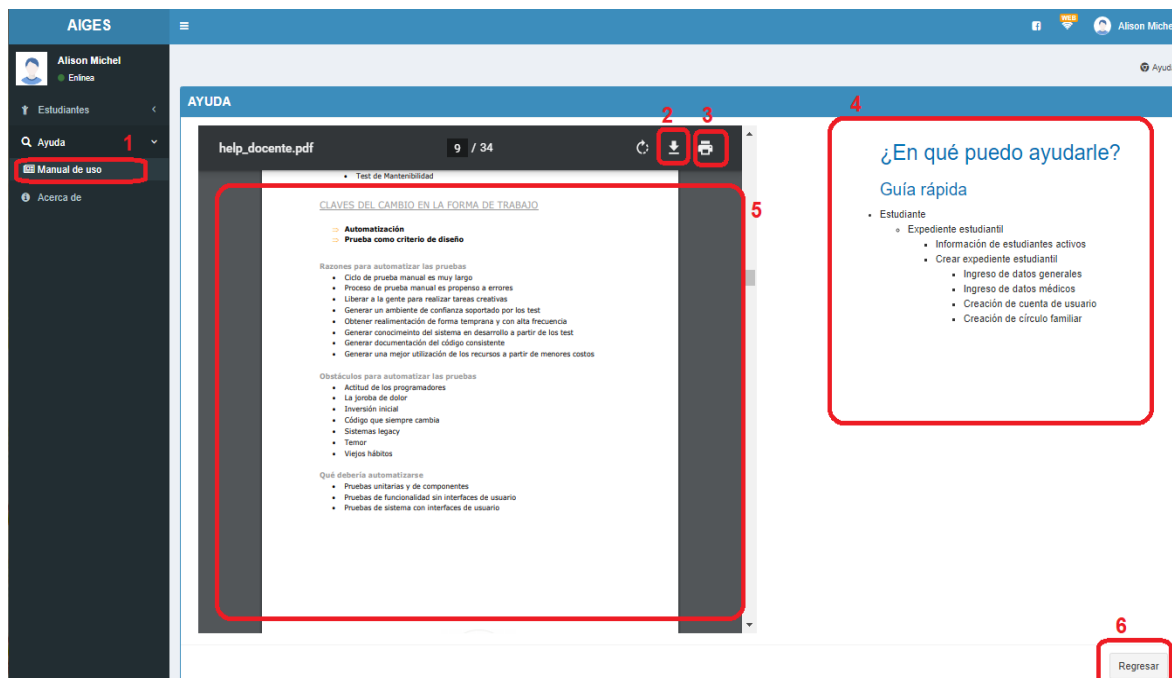 AIGES
WEB
Alison Miche
Alison Michel
Enlinea
Ayuda
Estudiantes
Ayuda
1
Manual de uso
Acerca de
AYUDA
2
3
4
help_docente.pdf
9 / 34
• Test de Mantenibilidad
5
CLAVES DEL CAMBIO EN LA FORMA DE TRABAJO
Automatización
Prueba como criterio de diseño
Razones para automatizar las pruebas
• Ciclo de prueba manual es muy largo
• Proceso de prueba manual es propenso a errores
• Liberar a la gente para realizar tareas creativas
• Generar un ambiente de confianza soportado por los test
• Obtener realimentación de forma temprana y con alta frecuencia
• Generar conocimeinto del sistema en desarrollo a partir de los test
• Generar documentación del código consistente
• Generar una mejor utilización de los recursos a partir de menores costos
Obstáculos para automatizar las pruebas
• Actitud de los programadores
• La joroba de dolor
• Inversión inicial
• Código que siempre cambia
• Sistemas legacy
• Temor
• Viejos hábitos
Qué debería automatizarse
• Pruebas unitarias y de componentes
• Pruebas de funcionalidad sin interfaces de usuario
• Pruebas de sistema con interfaces de usuario
¿En qué puedo ayudarle?
Guía rápida
• Estudiante
Expediente estudiantil
Información de estudiantes activos
Crear expediente estudiantil
Ingreso de datos generales
Ingreso de datos médicos
Creación de cuenta de usuario
Creación de círculo familiar
6
Regresar